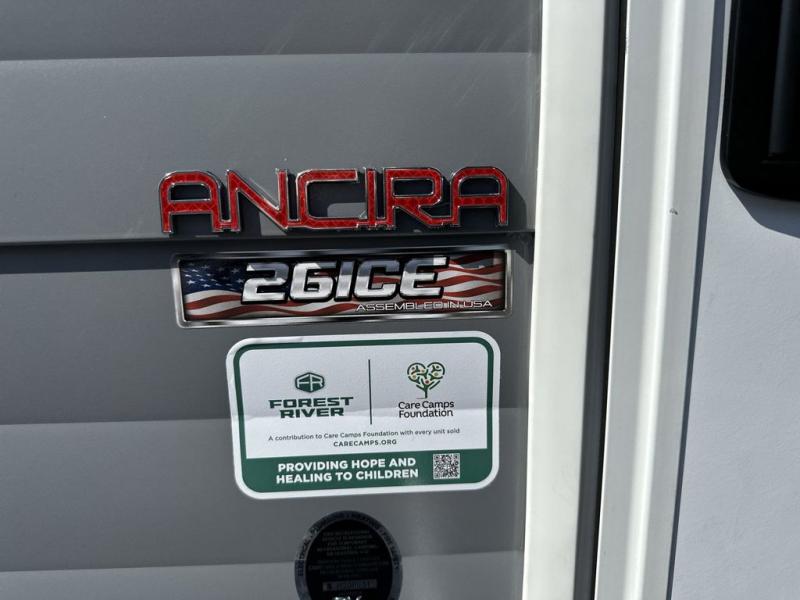 ANCIRA
261CE
ASSEMBLED IN USA
FR
FOREST
RIVER
Care Camps
Foundation
A contribution to Care Camps Foundation with every unit sold
CARECAMPS.ORG
PROVIDING HOPE AND
HEALING TO CHILDREN